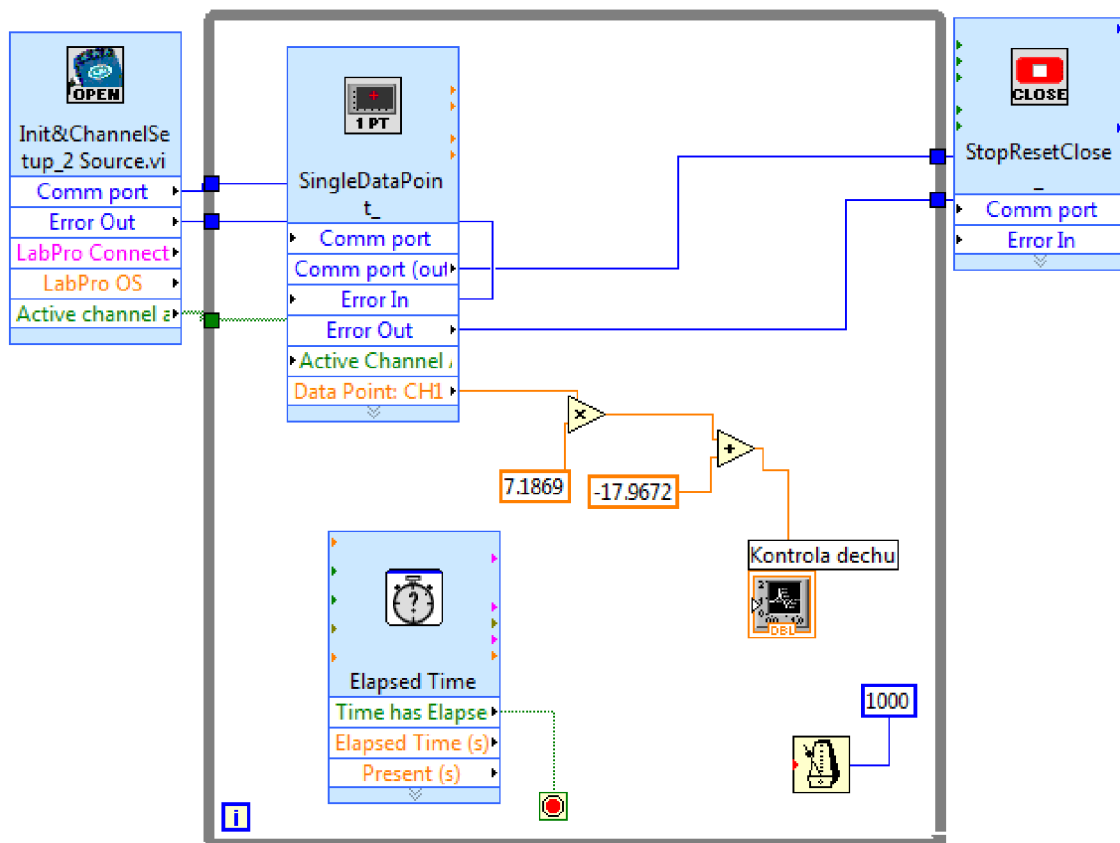 OPEN
Init&ChannelSe
tup_2 Source.vi
Comm port
Error Out
LabPro Connect
LabPro OS
Active channel a
1 PT
SingleDataPoin
t_
Comm port
Comm port (out
Error In
Error Out
Active Channel
Data Point: CH1
x
7.1869
+
-17.9672
Kontrola dechu
DBL
?
Elapsed Time
Time has Elapse
Elapsed Time (s)
Present (s)
i
1000
CLOSE
StopResetClose
_
Comm port
Error In